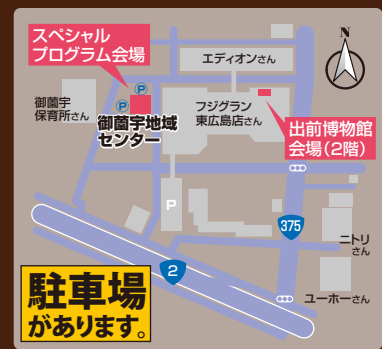 スペシャル
プログラム会場
エディオンさん
N
P
P
御薗宇
保育所さん
御薗宇地域
センター
フジグラン
東広島店さん
出前博物館
会場(2階)
P
375
ニトリ
さん
2
ユーホーさん
駐車場
があります。